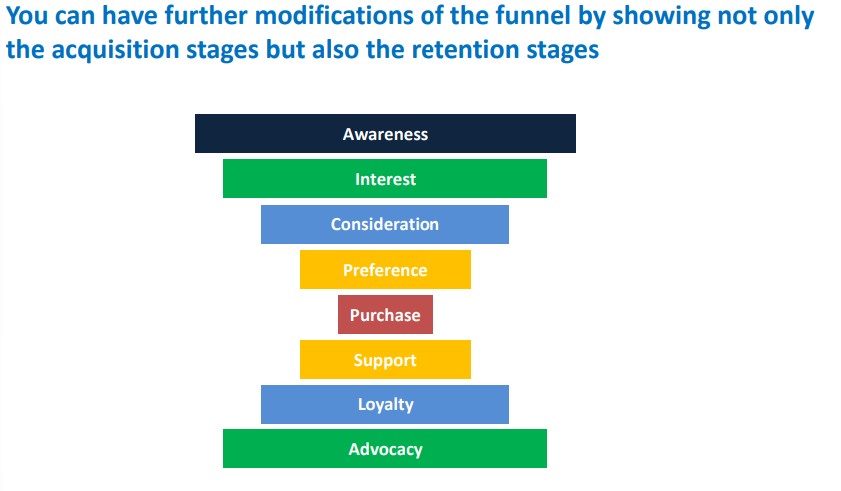 You can have further modifications of the funnel by showing not only
the acquisition stages but also the retention stages
Awareness
Interest
Consideration
Preference
Purchase
Support
Loyalty
Advocacy